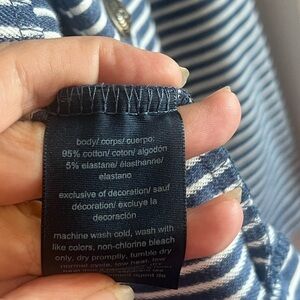 body/ corps/ cuerpo:
95% cotton/ coton/ algodón
5% elastane/ élasthanne/
elastano
exclusive of decoration/ sauf
décoration/ excluye la
decoración
machine wash cold, wash with
like colors, non-chlorine bleach
only, dry promptly, tumble dry